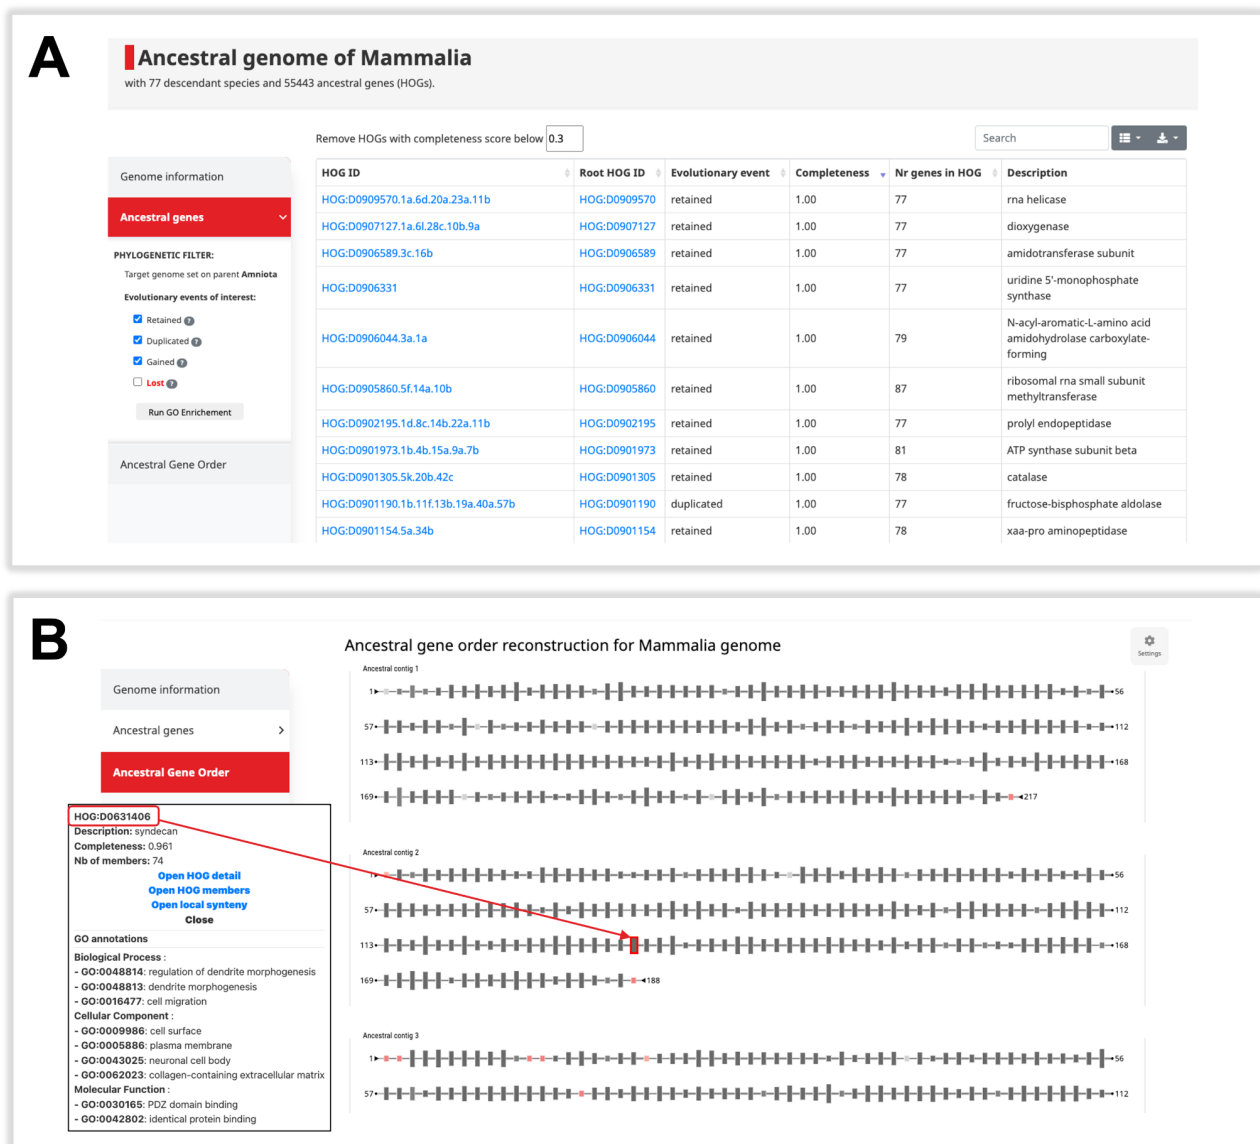 A
Ancestral genome of Mammalia
with 77 descendant species and 55443 ancestral genes (HOGs).
Remove HOGs with completeness score below 0.3
Search
Genome information
Ancestral genes
PHYLOGENETIC FILTER:
Target genome set on parent Amniota
Evolutionary events of interest:
Retained ?
Duplicated ?
Gained ?
Lost ?
Run GO Enrichement
Ancestral Gene Order
HOG ID Root HOG ID Evolutionary event Completeness Nr genes in HOG Description
HOG:D0909570.1a.6d.20a.23a.11b HOG:D0909570 retained 1.00 77 rna helicase
HOG:D0907127.1a.6l.28c.10b.9a HOG:D0907127 retained 1.00 77 dioxygenase
HOG:D0906589.3c.16b HOG:D0906589 retained 1.00 77 amidotransferase subunit
HOG:D0906331 HOG:D0906331 retained 1.00 77 uridine 5'-monophosphate
synthase
HOG:D0906044.3a.1a HOG:D0906044 retained 1.00 79 N-acyl-aromatic-L-amino acid
amidohydrolase carboxylate-
forming
HOG:D0905860.5f.14a.10b HOG:D0905860 retained 1.00 87 ribosomal rna small subunit
methyltransferase
HOG:D0902195.1d.8c.14b.22a.11b HOG:D0902195 retained 1.00 77 prolyl endopeptidase
HOG:D0901973.1b.4b.15a.9a.7b HOG:D0901973 retained 1.00 81 ATP synthase subunit beta
HOG:D0901305.5k.20b.42c HOG:D0901305 retained 1.00 78 catalase
HOG:D0901190.1b.11f.13b.19a.40a.57b HOG:D0901190 duplicated 1.00 77 fructose-bisphosphate aldolase
HOG:D0901154.5a.34b HOG:D0901154 retained 1.00 78 xaa-pro aminopeptidase
B
Ancestral gene order reconstruction for Mammalia genome
Settings
Genome information
Ancestral genes
Ancestral Gene Order
HOG:D0631406
Description: syndecan
Completeness: 0.961
Nb of members: 74
Open HOG detail
Open HOG members
Open local synteny
Close
GO annotations
Biological Process :
- GO:0048814: regulation of dendrite morphogenesis
- GO:0048813: dendrite morphogenesis
- GO:0016477: cell migration
Cellular Component :
- GO:0009986: cell surface
- GO:0005886: plasma membrane
- GO:0043025: neuronal cell body
- GO:0062023: collagen-containing extracellular matrix
Molecular Function :
- GO:0030165: PDZ domain binding
- GO:0042802: identical protein binding
Ancestral contig 1
1 56
57 112
113 168
169 217
Ancestral contig 2
1 56
57 112
113 168
169 188
Ancestral contig 3
1 56
57 112